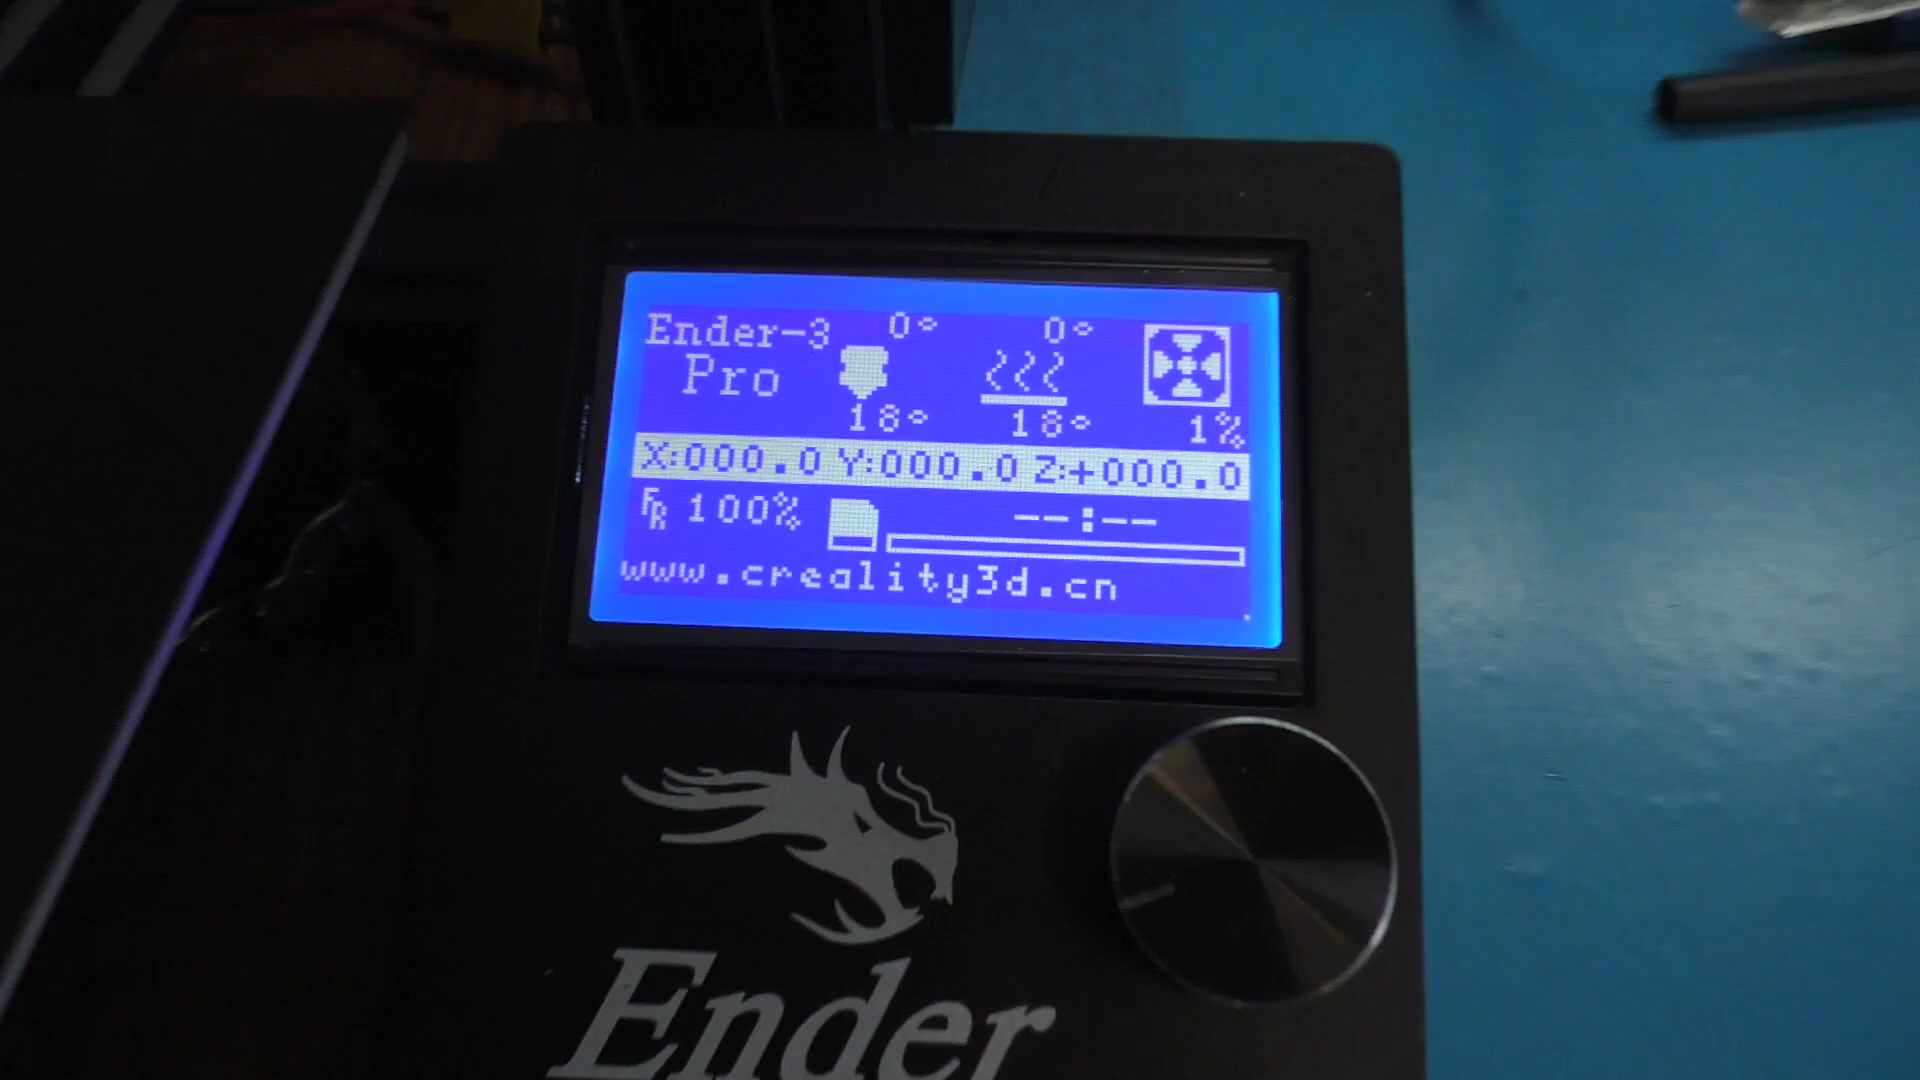 Ender-3 0° 0°
Pro
18° 18° 1%
X:000.0 Y:000.0 Z:+000.0
FR 100% --:--
www.creality3d.cn
Ender